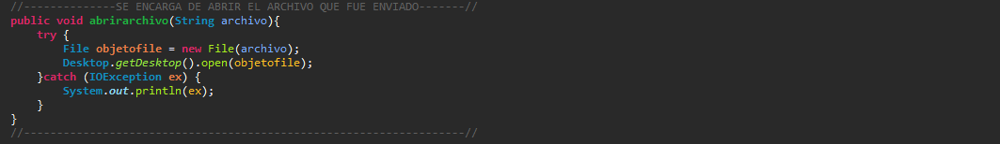 //--------------SE ENCARGA DE ABRIR EL ARCHIVO QUE FUE ENVIADO-------//
public void abrirarchivo(String archivo){
    try {
        File objetofile = new File(archivo);
        Desktop.getDesktop().open(objetofile);
    }catch (IOException ex) {
        System.out.println(ex);
    }
}
//-------------------------------------------------------------------//